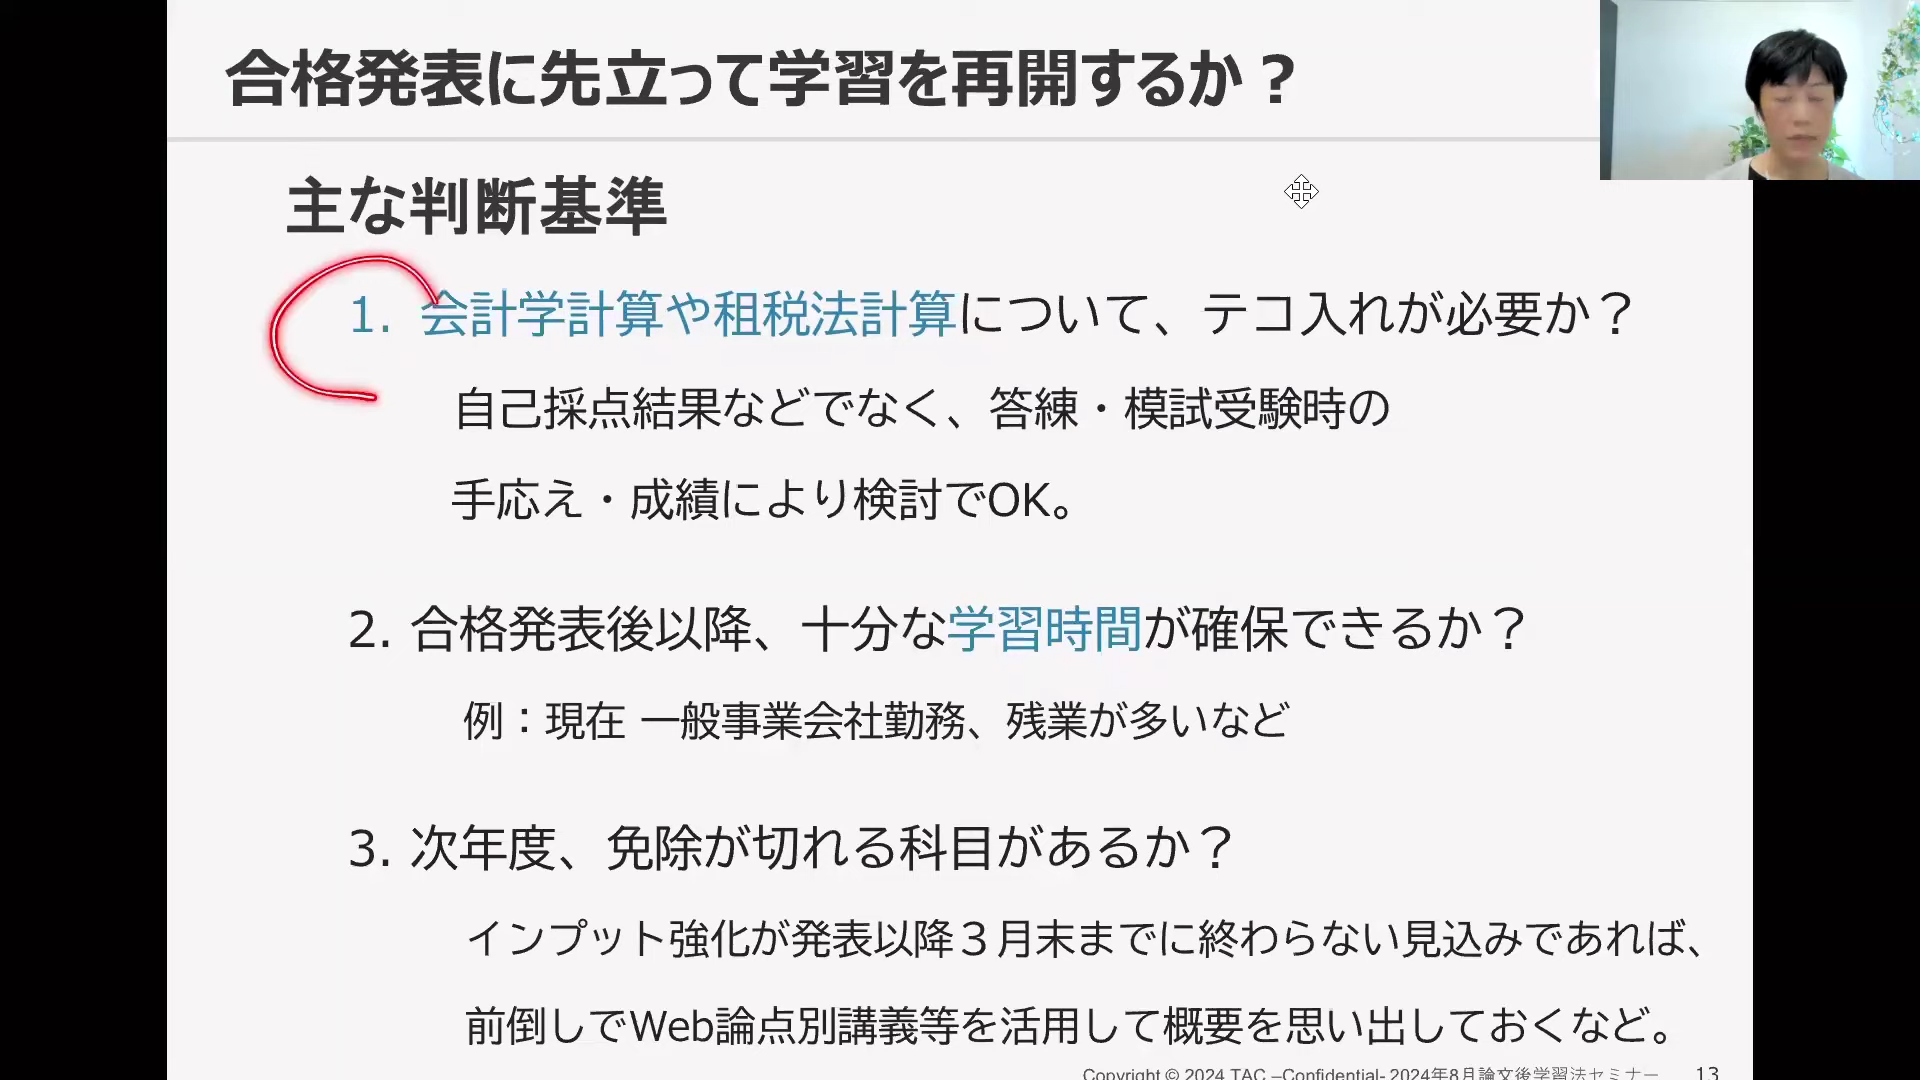 合格発表に先立って学習を再開するか？
主な判断基準
1. 会計学計算や租税法計算について、テコ入れが必要か？
自己採点結果などでなく、答練・模試受験時の
手応え・成績により検討でOK。
2. 合格発表後以降、十分な学習時間が確保できるか？
例：現在 一般事業会社勤務、残業が多いなど
3. 次年度、免除が切れる科目があるか？
インプット強化が発表以降３月末までに終わらない見込みであれば、
前倒しでWeb論点別講義等を活用して概要を思い出しておくなど。
Copyright © 2024 TAC –Confidential- 2024年8月論文後学習法セミナー 13